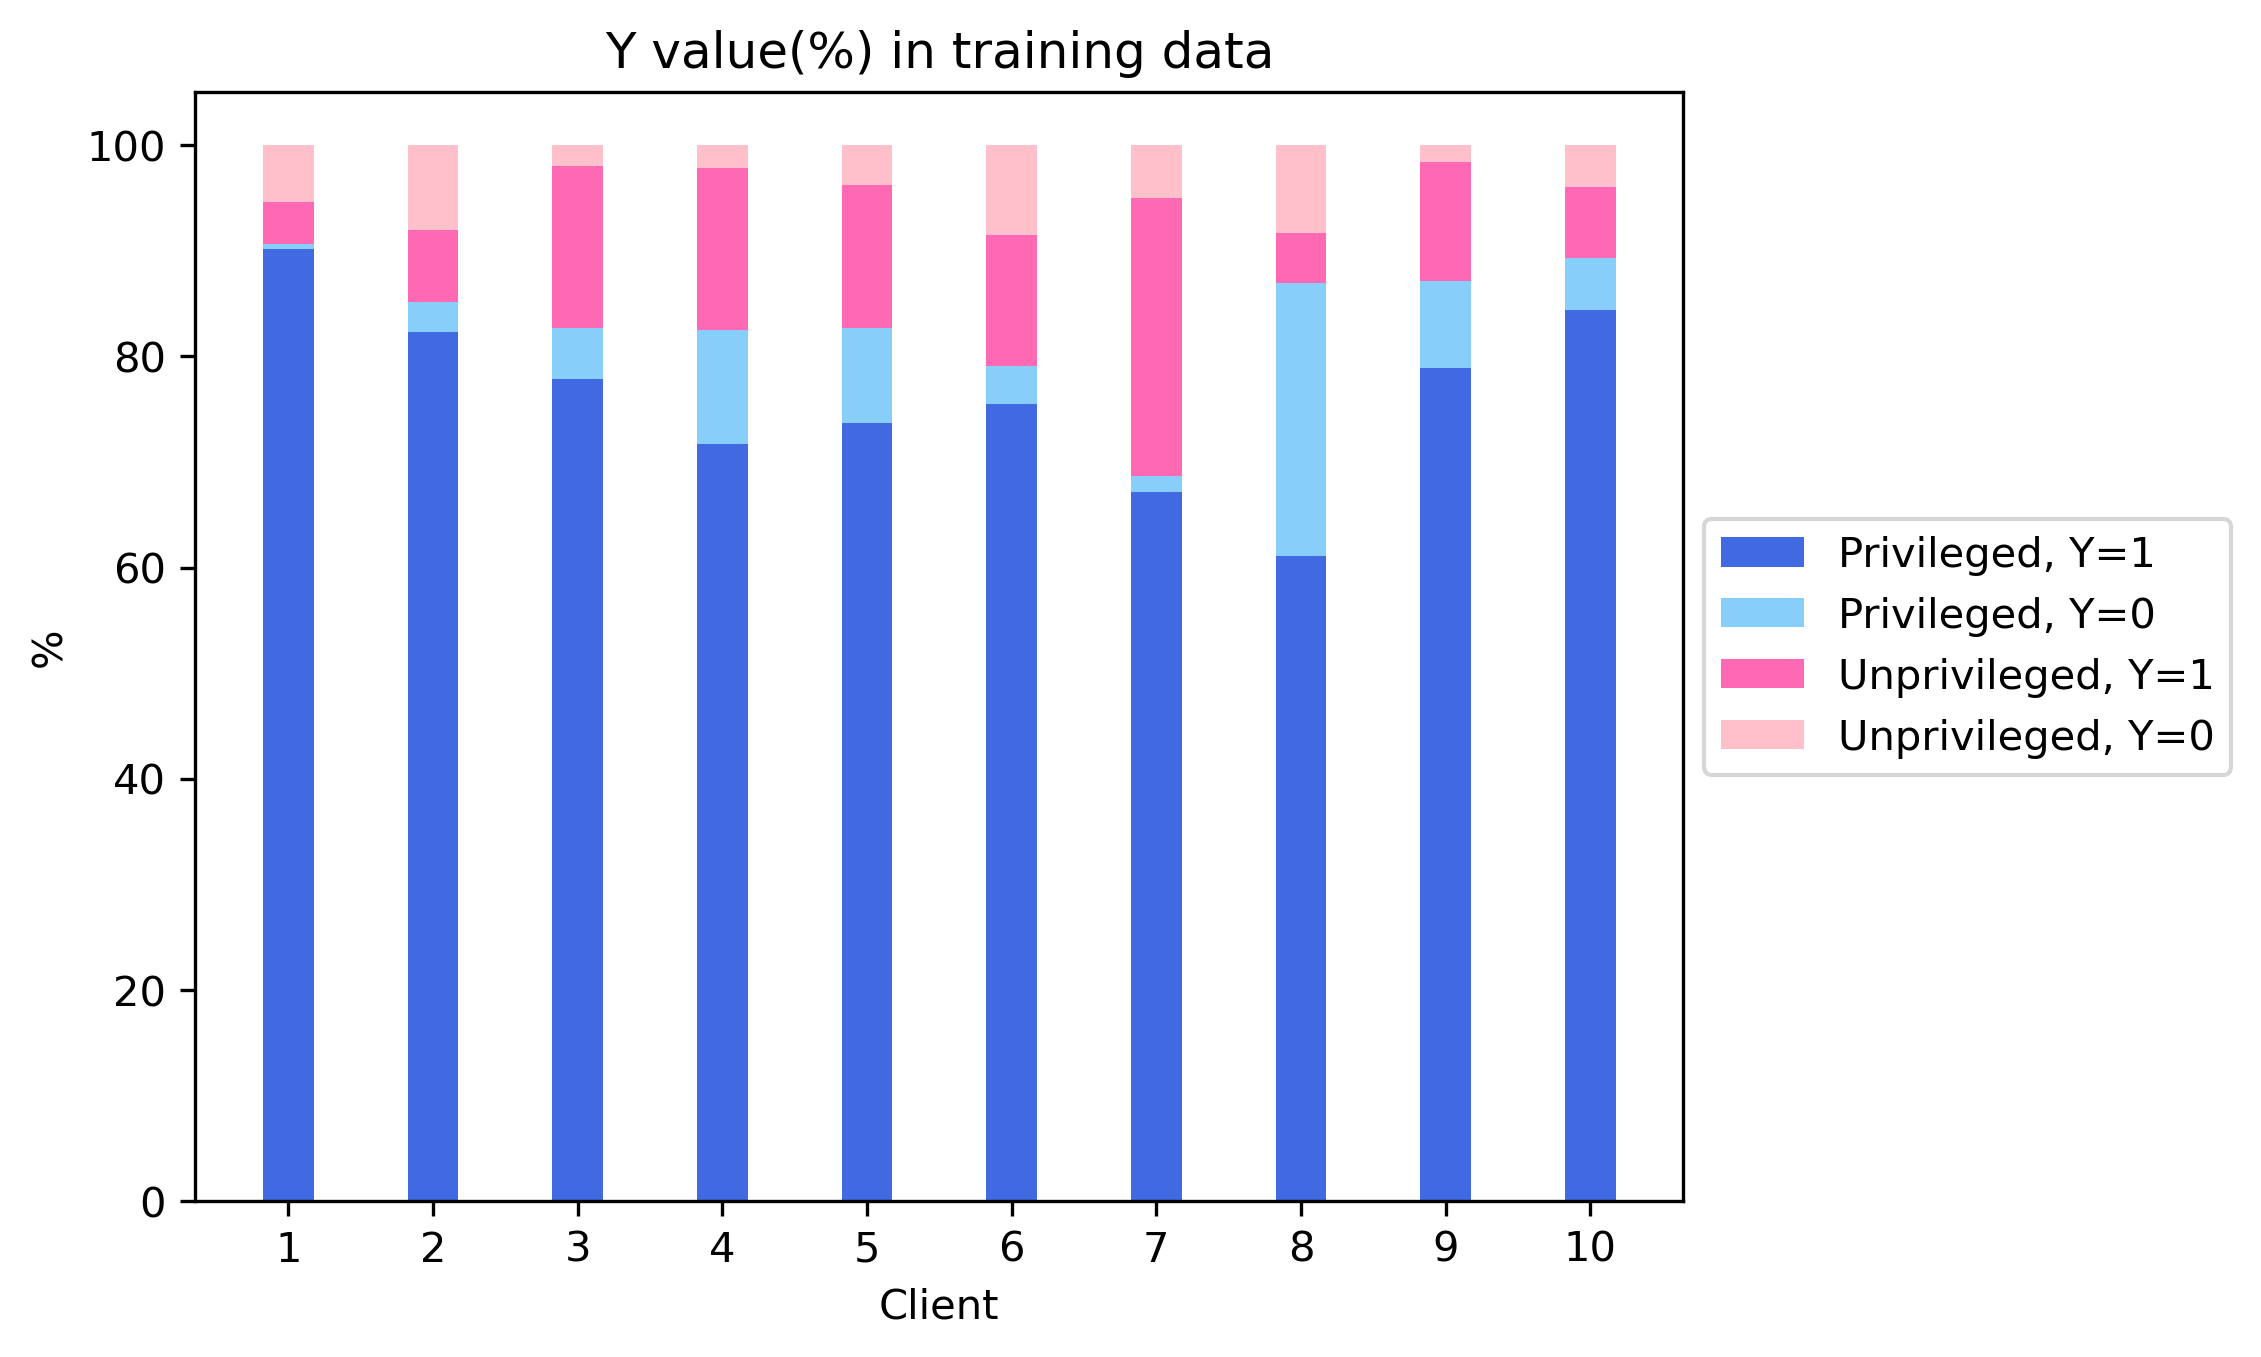 Y value(%) in training data
100
80
60
40
20
0
%
1 2 3 4 5 6 7 8 9 10
Client
Privileged, Y=1
Privileged, Y=0
Unprivileged, Y=1
Unprivileged, Y=0